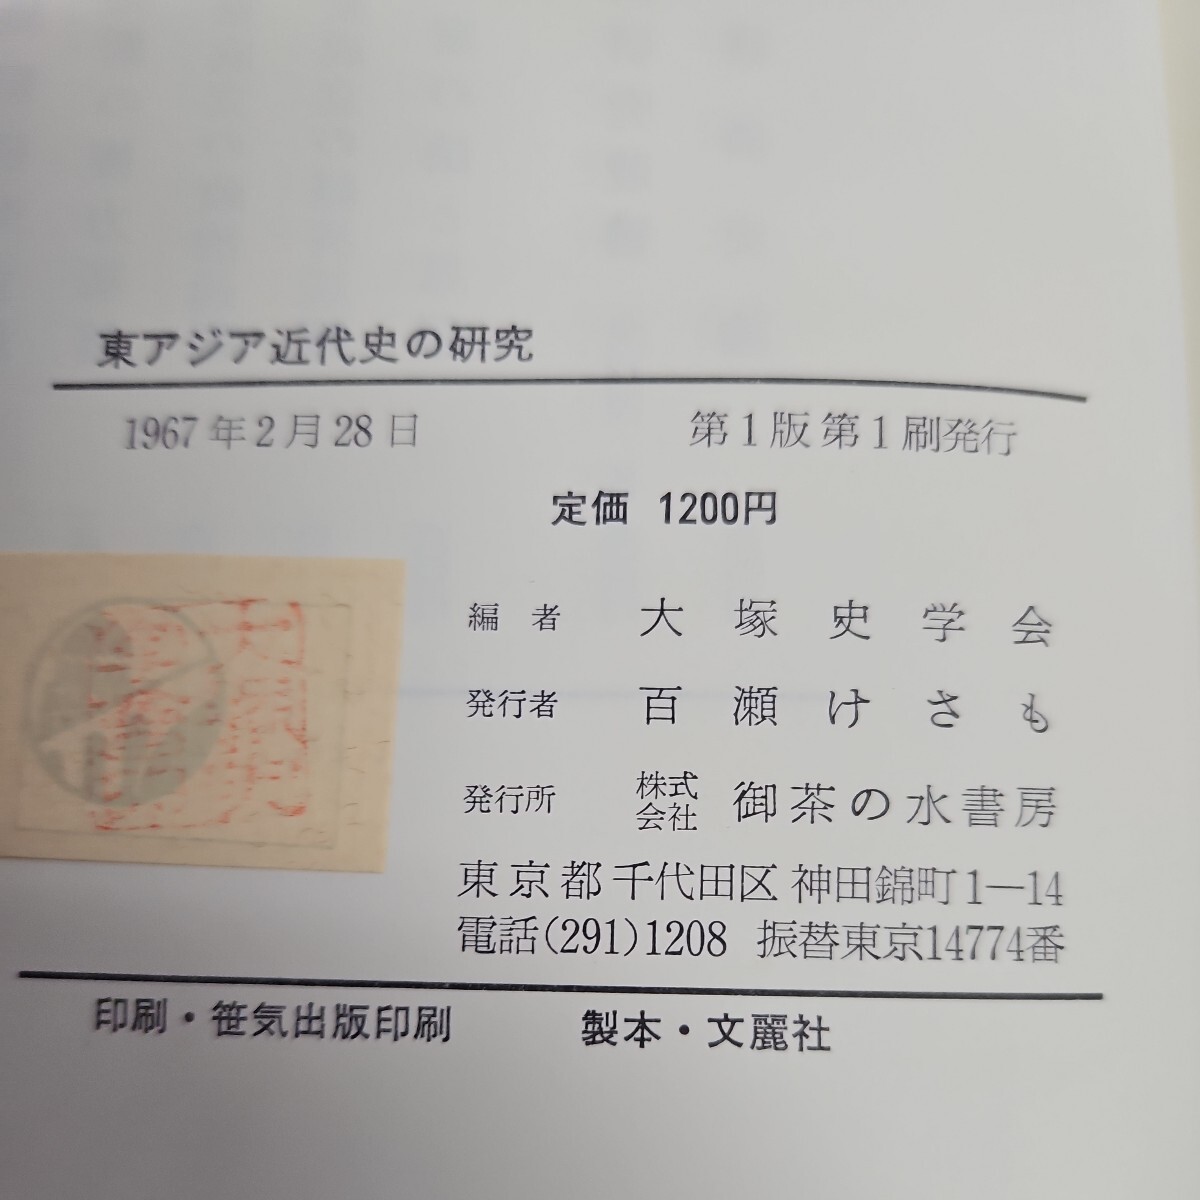 東アジア近代史の研究
1967年2月28日 第1版第1刷発行
定価 1200円
編者 大塚史学会
発行者 百瀬けさも
発行所 株式会社 御茶の水書房
東京都千代田区神田錦町1―14
電話(291)1208 振替東京14774番
印刷・笹気出版印刷 製本・文麗社